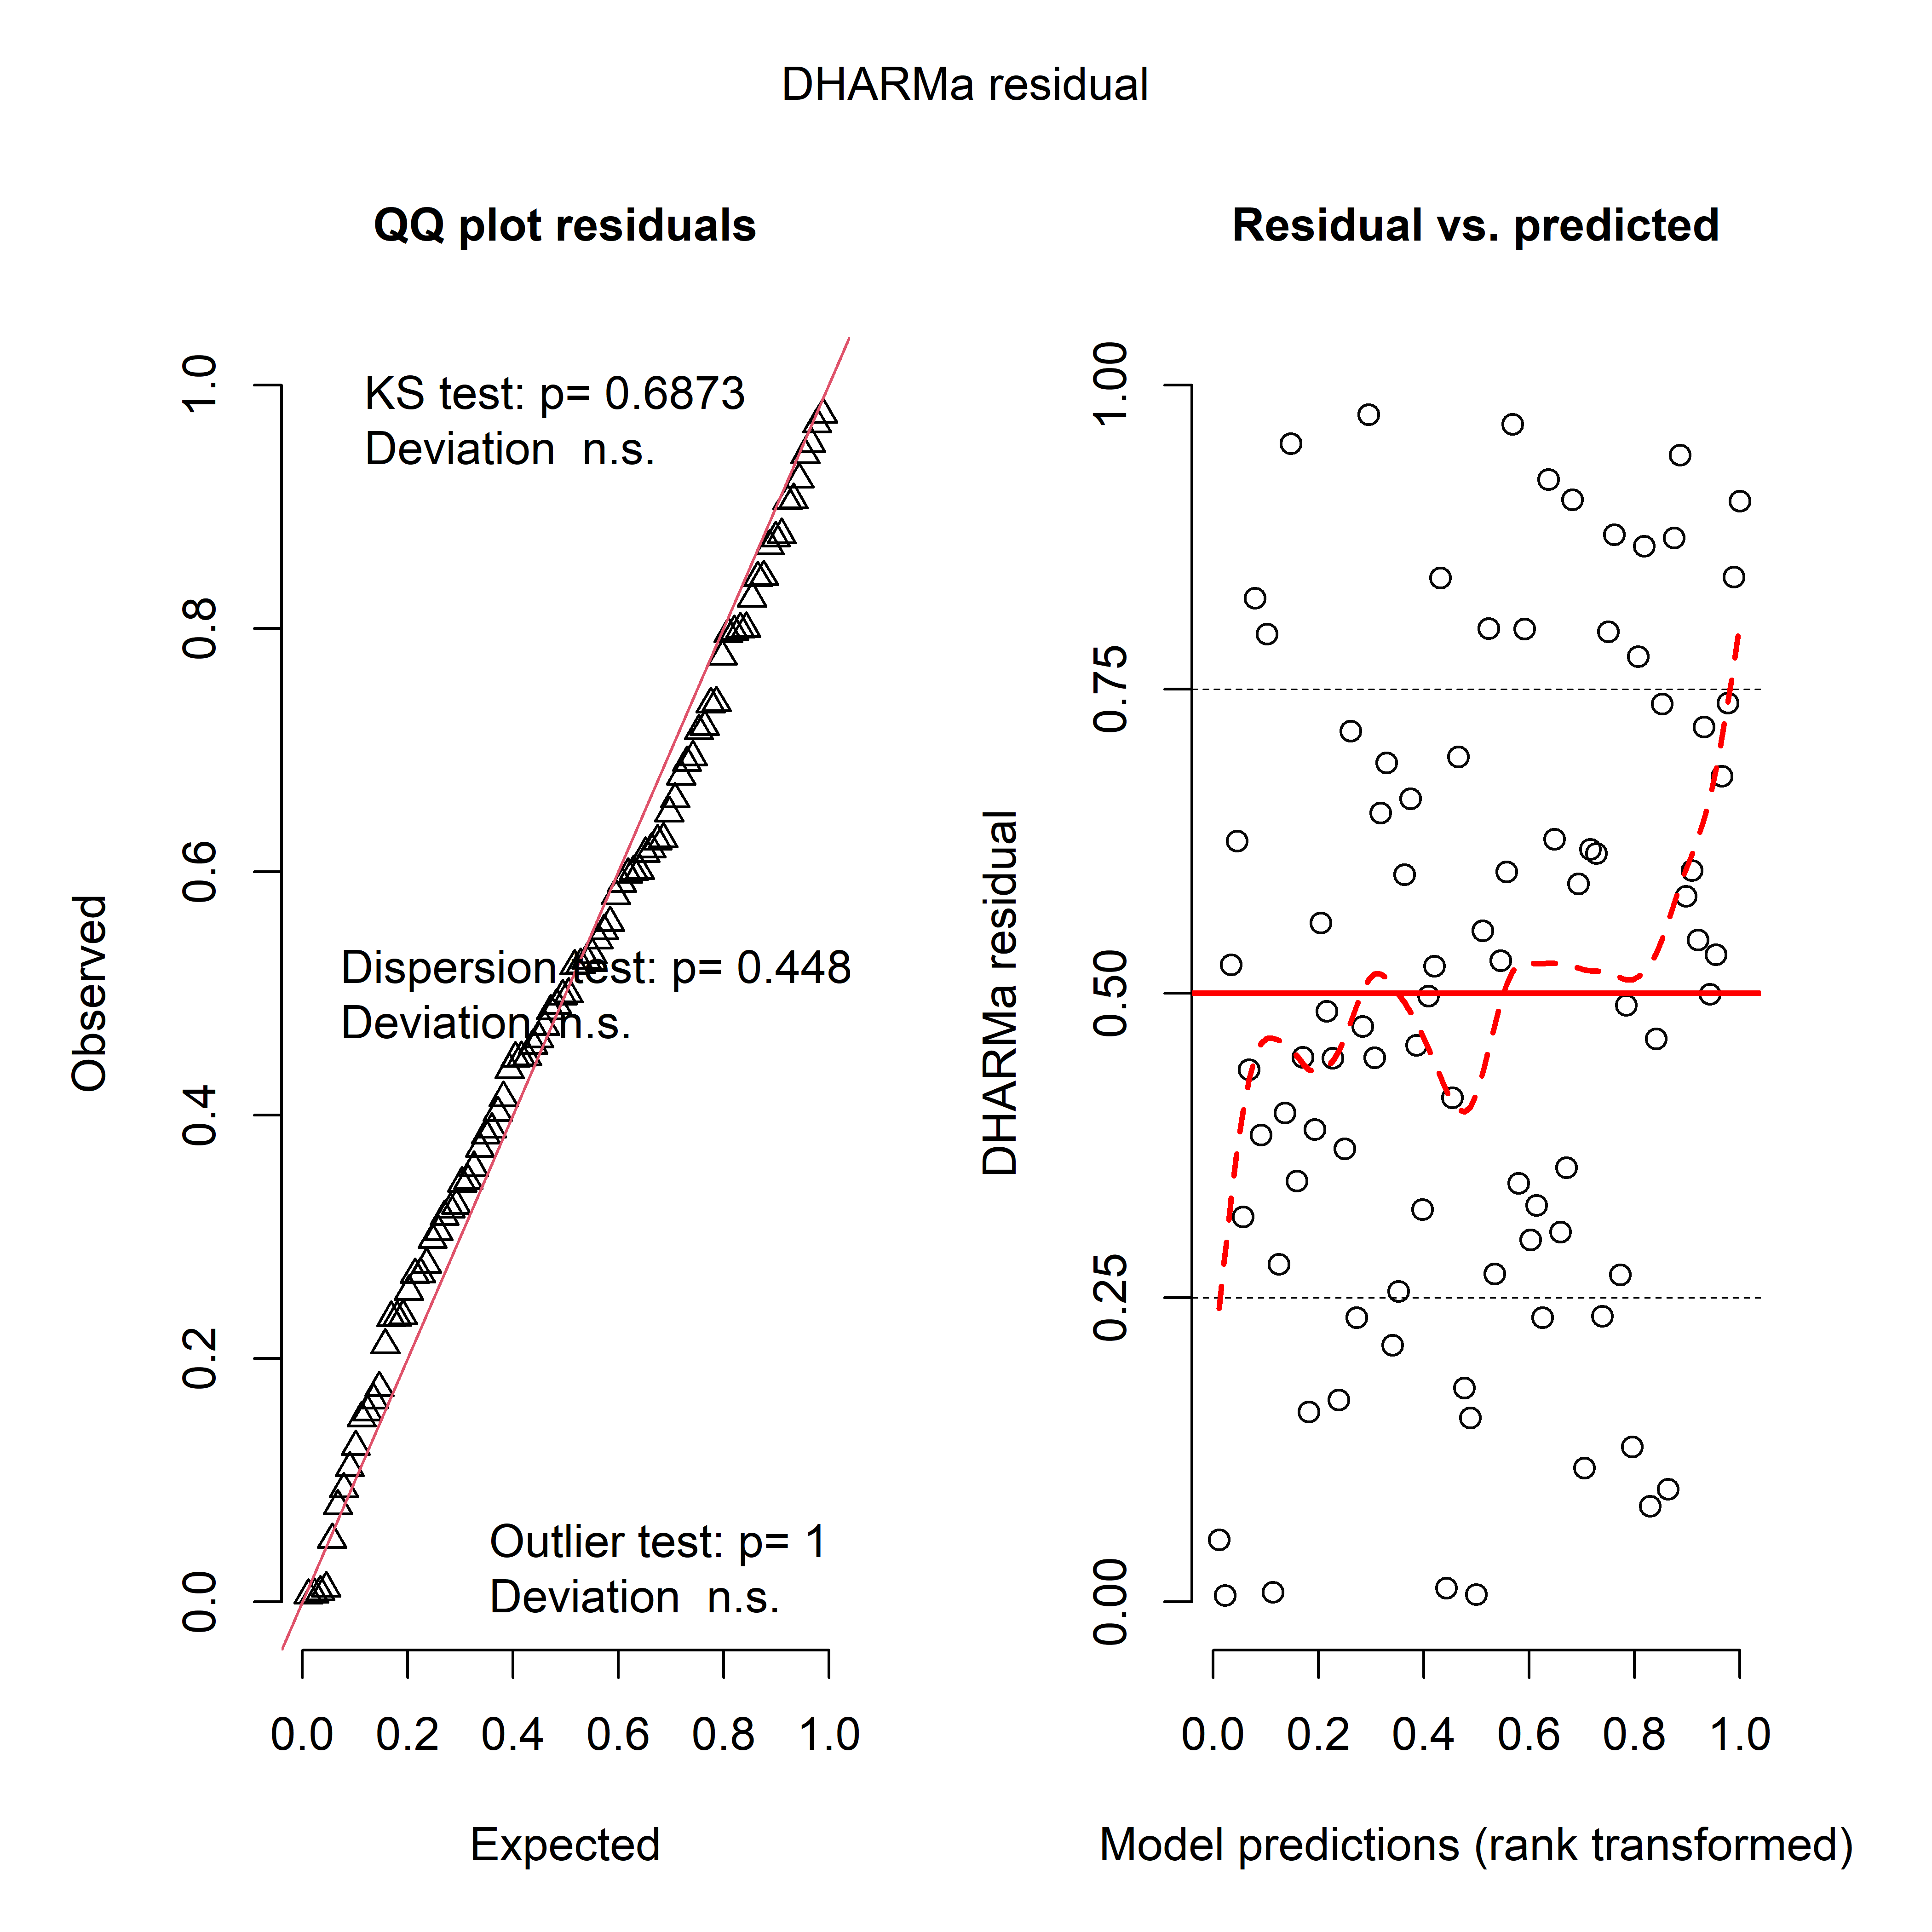 DHARMa residual
QQ plot residuals
KS test: p= 0.6873
Deviation  n.s.
Dispersion test: p= 0.448
Deviation  n.s.
Outlier test: p= 1
Deviation  n.s.
Observed
1.0
0.8
0.6
0.4
0.2
0.0
0.0 0.2 0.4 0.6 0.8 1.0
Expected
Residual vs. predicted
DHARMa residual
1.00
0.75
0.50
0.25
0.00
0.0 0.2 0.4 0.6 0.8 1.0
Model predictions (rank transformed)